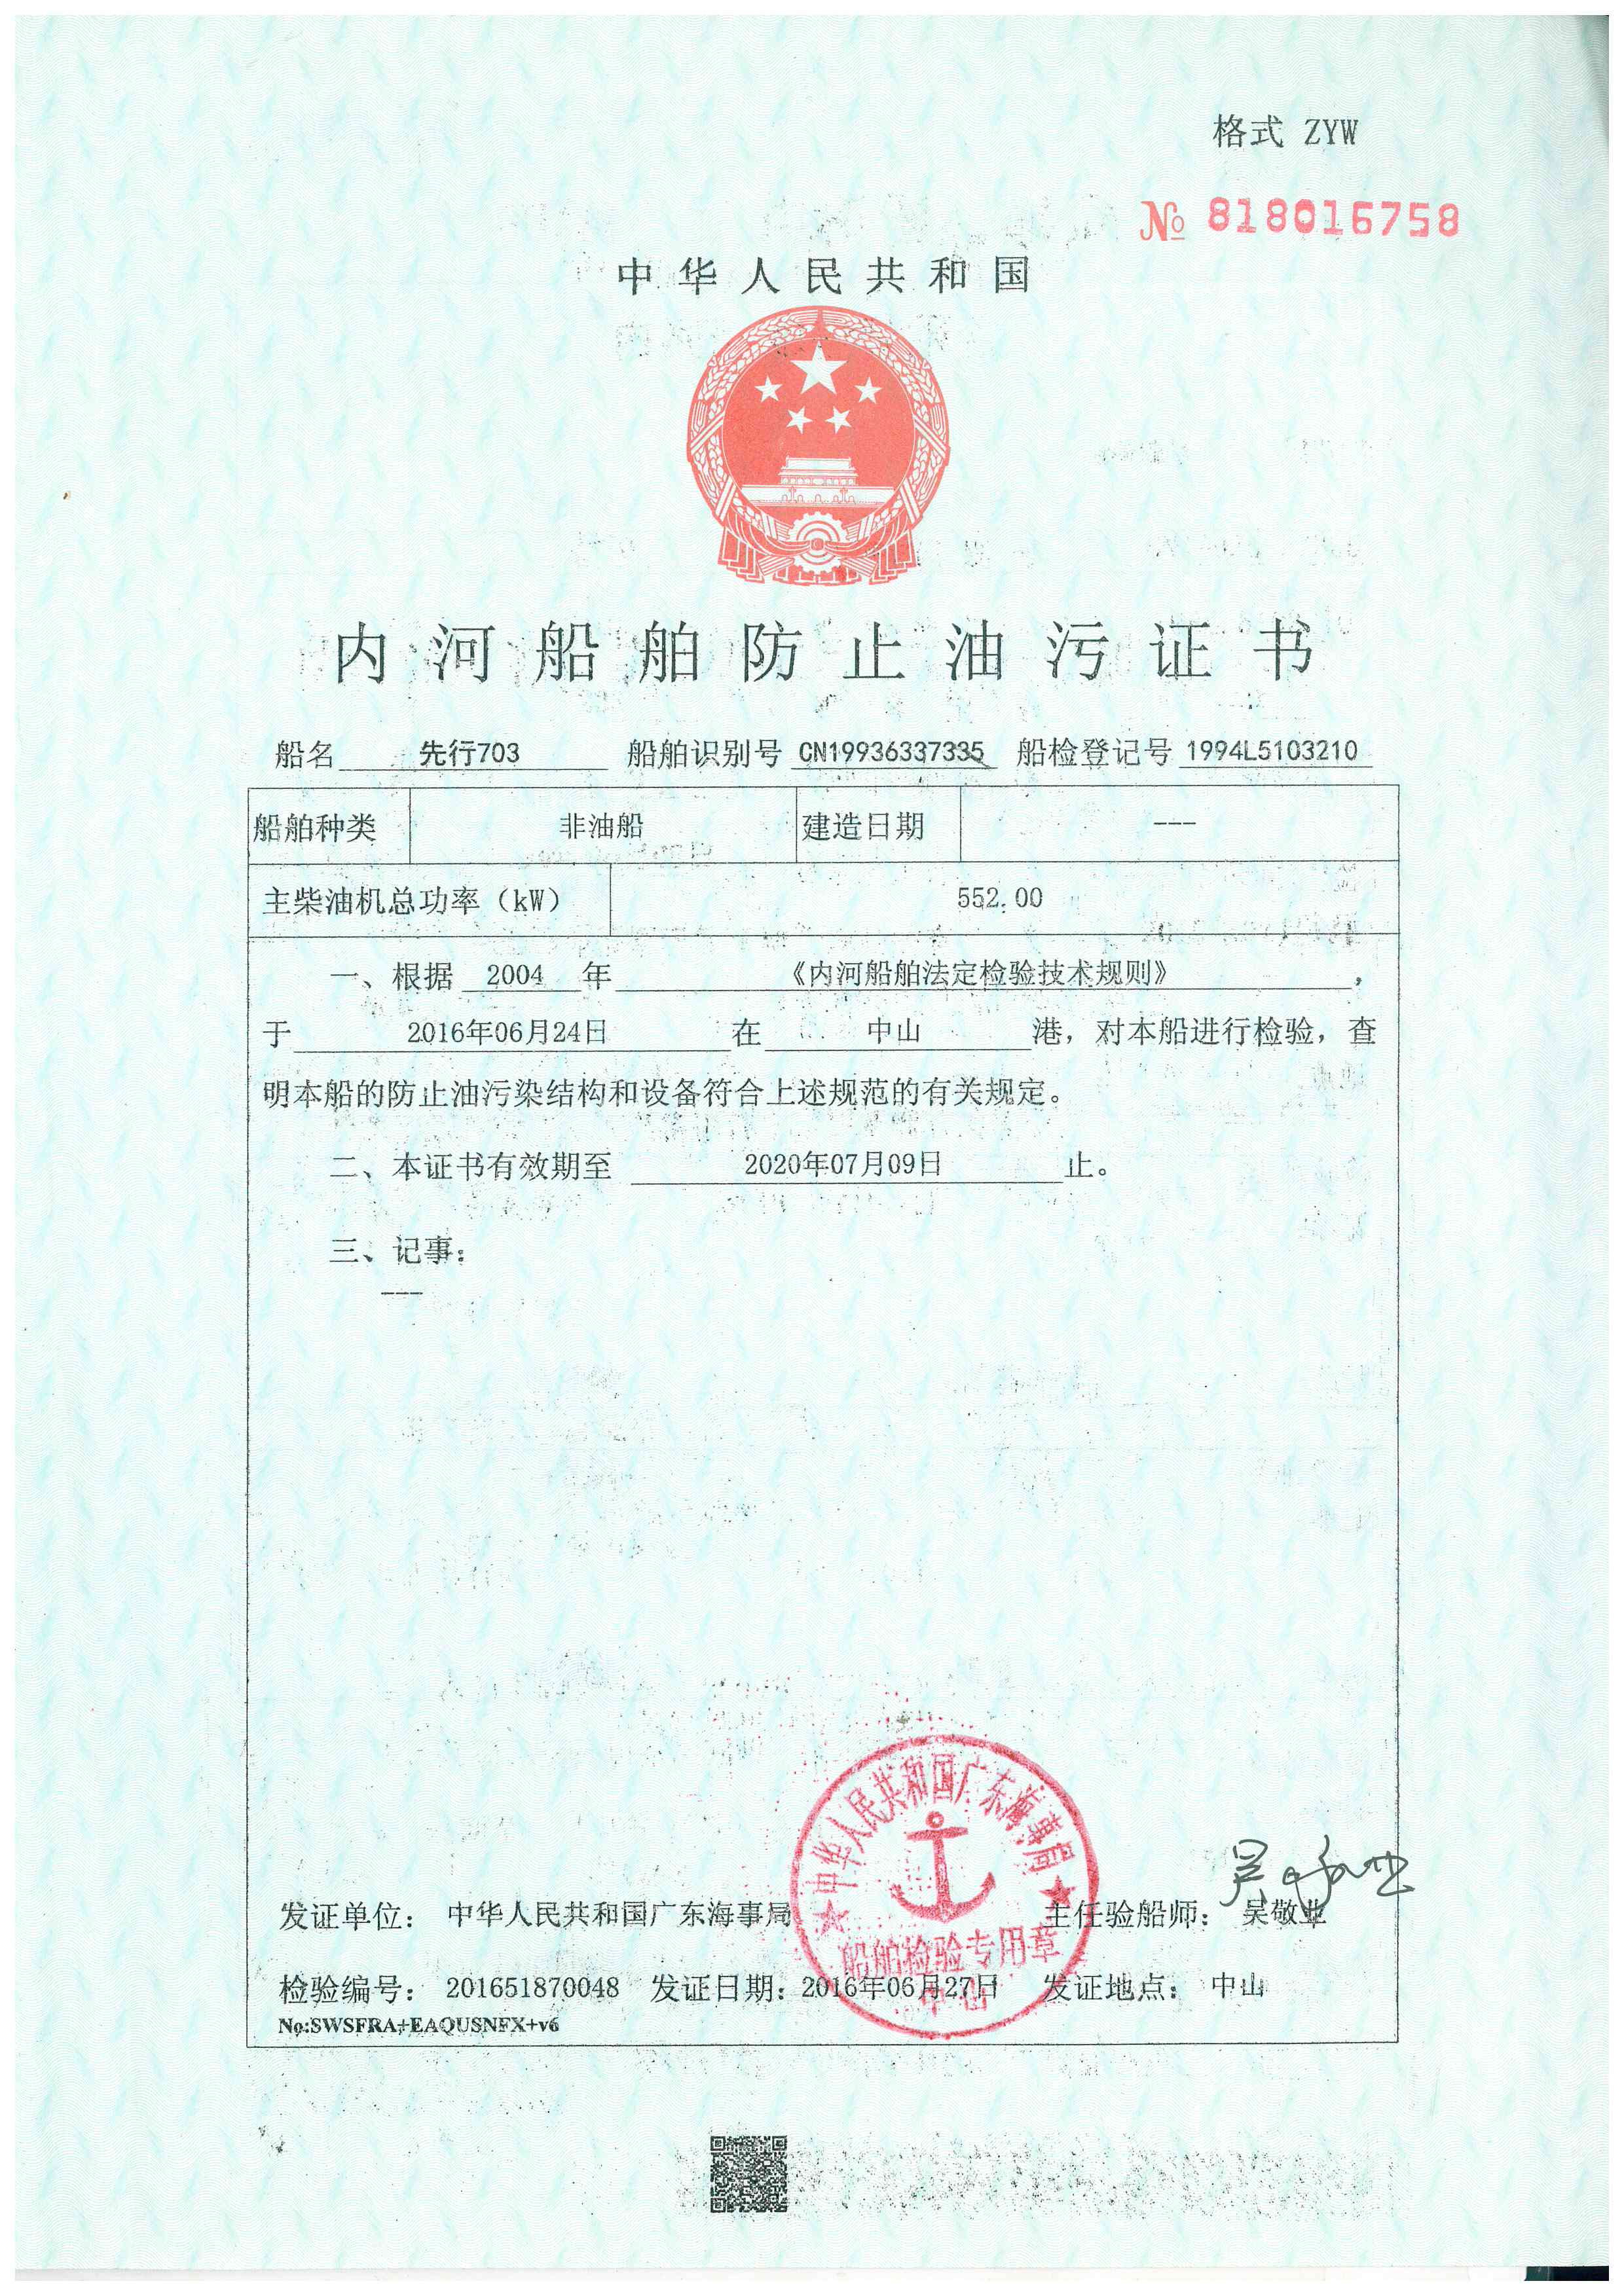 格式 ZYW
№ 818016758
中华人民共和国
内河船舶防止油污证书
船名 先行703 船舶识别号 CN19936337335 船检登记号 1994L5103210
船舶种类 非油船 建造日期 ---
主柴油机总功率（kW） 552.00
一、根据 2004 年 《内河船舶法定检验技术规则》，
于 2016年06月24日 在 中山 港，对本船进行检验，查
明本船的防止油污染结构和设备符合上述规范的有关规定。
二、本证书有效期至 2020年07月09日 止。
三、记事：
---
中华人民共和国广东海事局
船舶检验专用章
中山
发证单位： 中华人民共和国广东海事局 主任验船师： 吴敬业
检验编号： 201651870048 发证日期：2016年06月27日 发证地点： 中山
No:SWSFRA+EAQUSNFX+v6